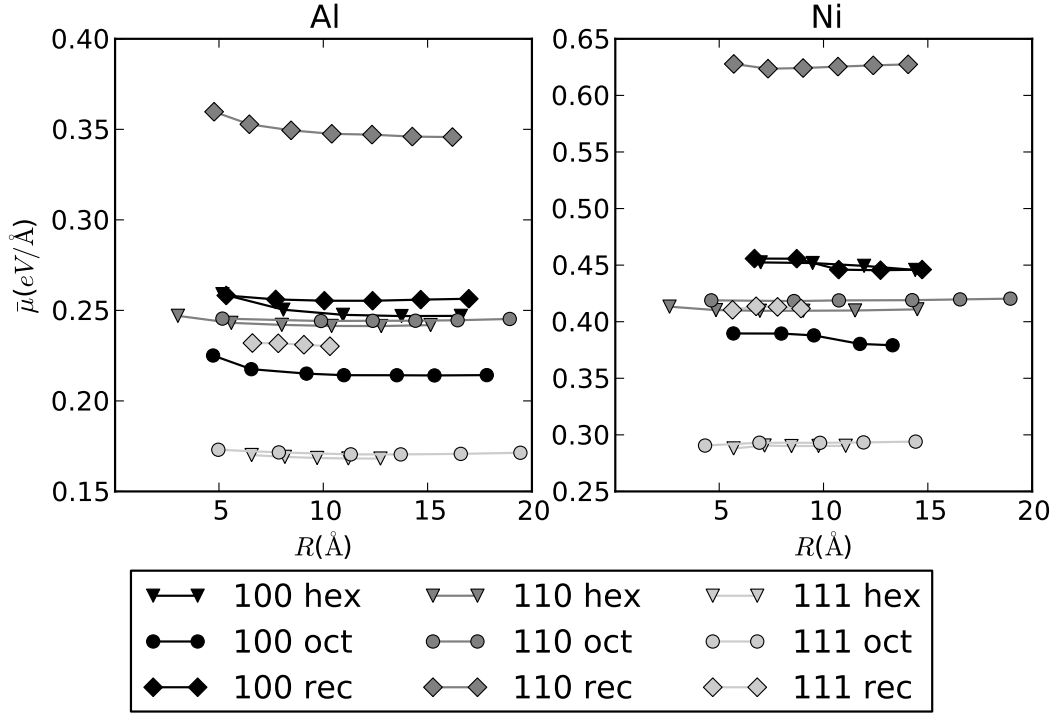 Al Ni
0.40 0.65
0.60
0.35
0.55
0.30 0.50
μ̄(eV/Å)
0.45
0.25
0.40
0.35
0.20
0.30
0.15 0.25
5 10 15 20 5 10 15 20
R(Å) R(Å)
100 hex 110 hex 111 hex
100 oct 110 oct 111 oct
100 rec 110 rec 111 rec